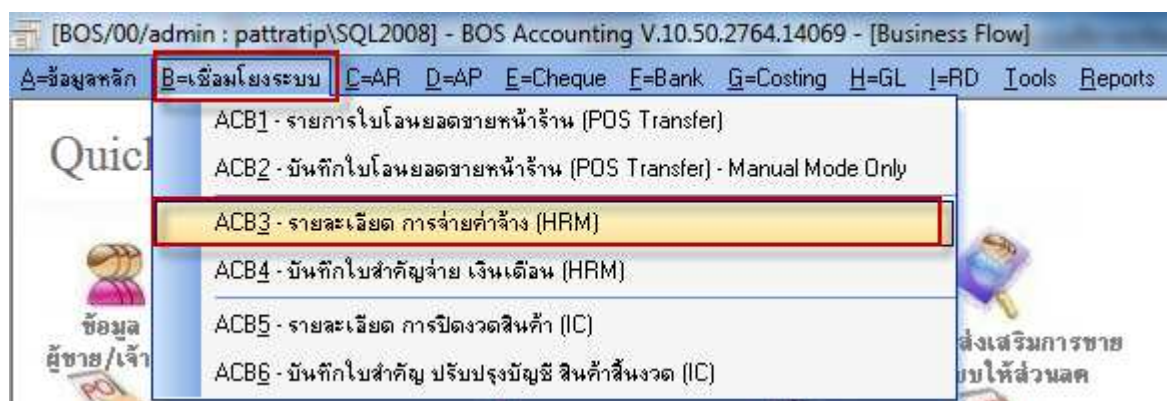 [BOS/00/admin : pattratip\SQL2008] - BOS Accounting V.10.50.2764.14069 - [Business Flow]
A=ข้อมูลหลัก B=เชื่อมโยงระบบ C=AR D=AP E=Cheque F=Bank G=Costing H=GL I=RD Tools Reports
ACB1 - รายการใบโอนยอดขายหน้าร้าน (POS Transfer)
ACB2 - บันทึกใบโอนยอดขายหน้าร้าน (POS Transfer) - Manual Mode Only
ACB3 - รายละเอียด การจ่ายค่าจ้าง (HRM)
ACB4 - บันทึกใบสำคัญจ่าย เงินเดือน (HRM)
ACB5 - รายละเอียด การปิดงวดสินค้า (IC)
ACB6 - บันทึกใบสำคัญ ปรับปรุงบัญชี สินค้าสิ้นงวด (IC)
ข้อมูล
ผู้ขาย/เจ้า
ส่งเสริมการขาย
บบให้ส่วนลด